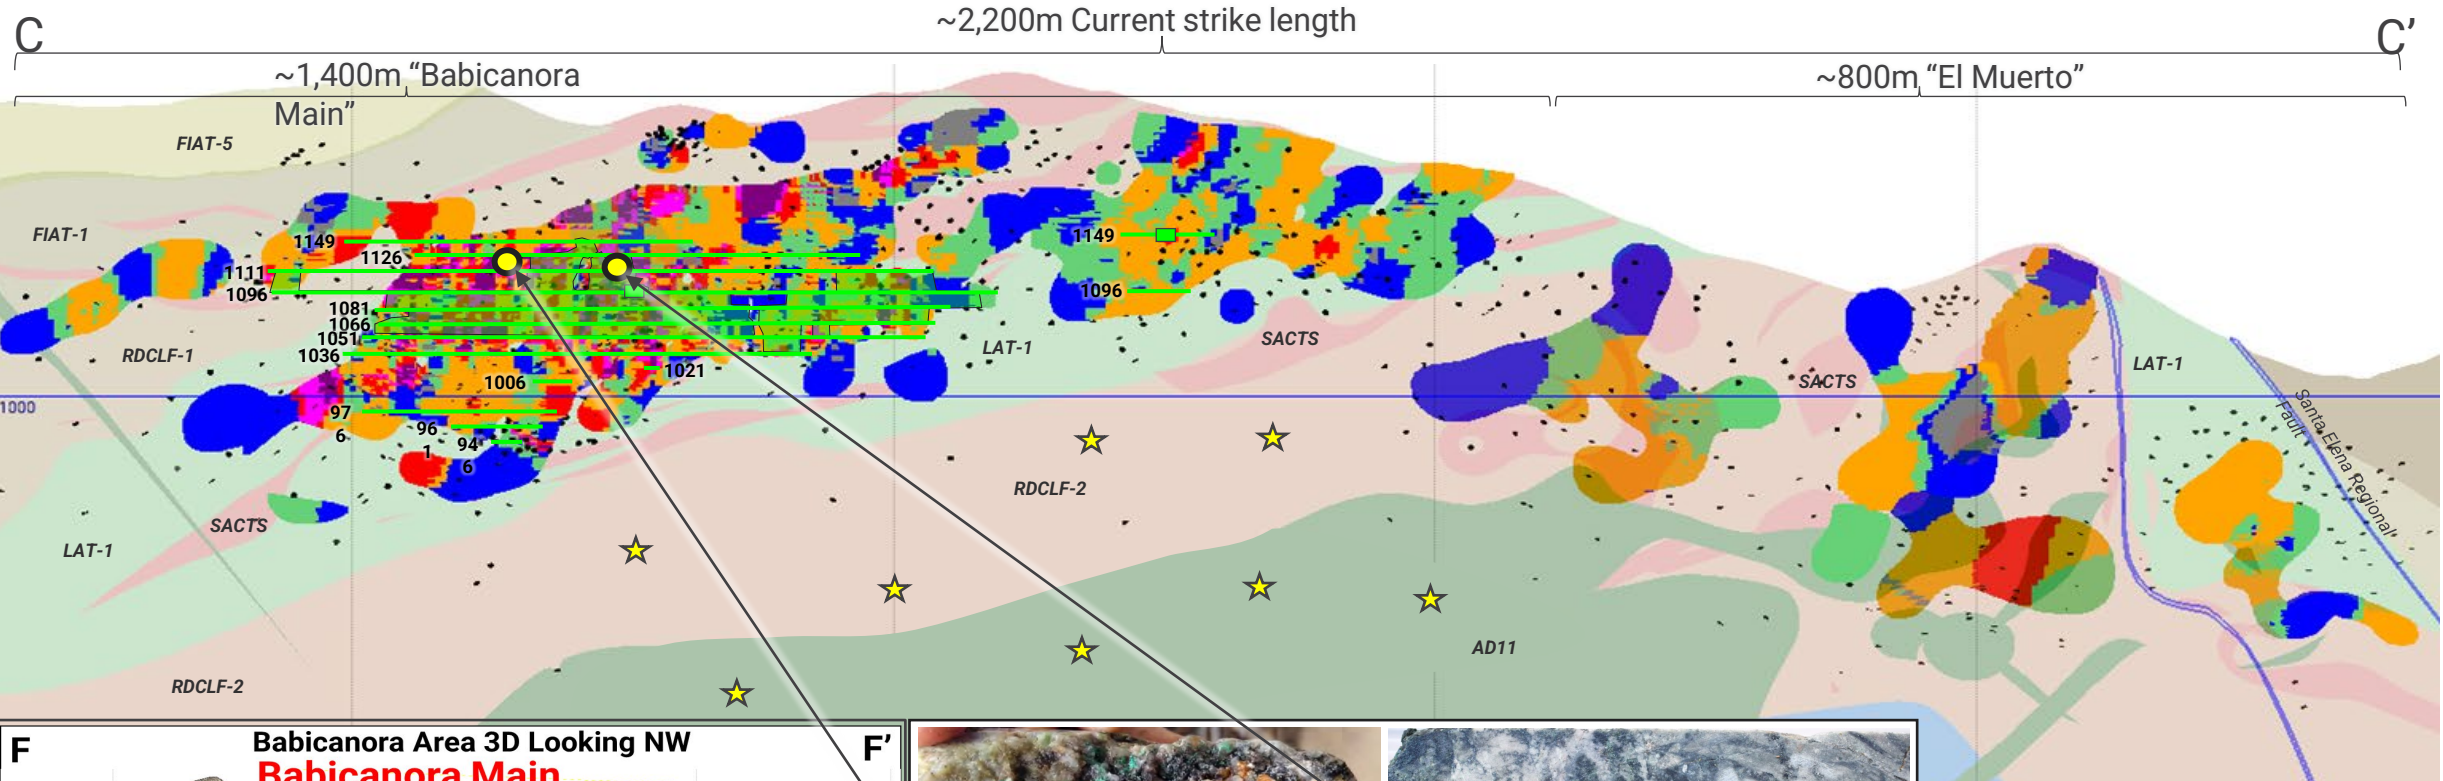 ~2,200m Current strike length
C
C’
~1,400m “Babicanora
Main”
~800m “El Muerto”
FIAT-5
FIAT-1
1149
1126
1111
1096
1081
1066
1051
1036
1021
1006
97
6
96
1
94
6
1149
1096
RDCLF-1
LAT-1
SACTS
SACTS
LAT-1
1000
Santa Elena Regional
Fault
RDCLF-2
SACTS
LAT-1
AD11
RDCLF-2
F
Babicanora Area 3D Looking NW
F’
Babicanora Main